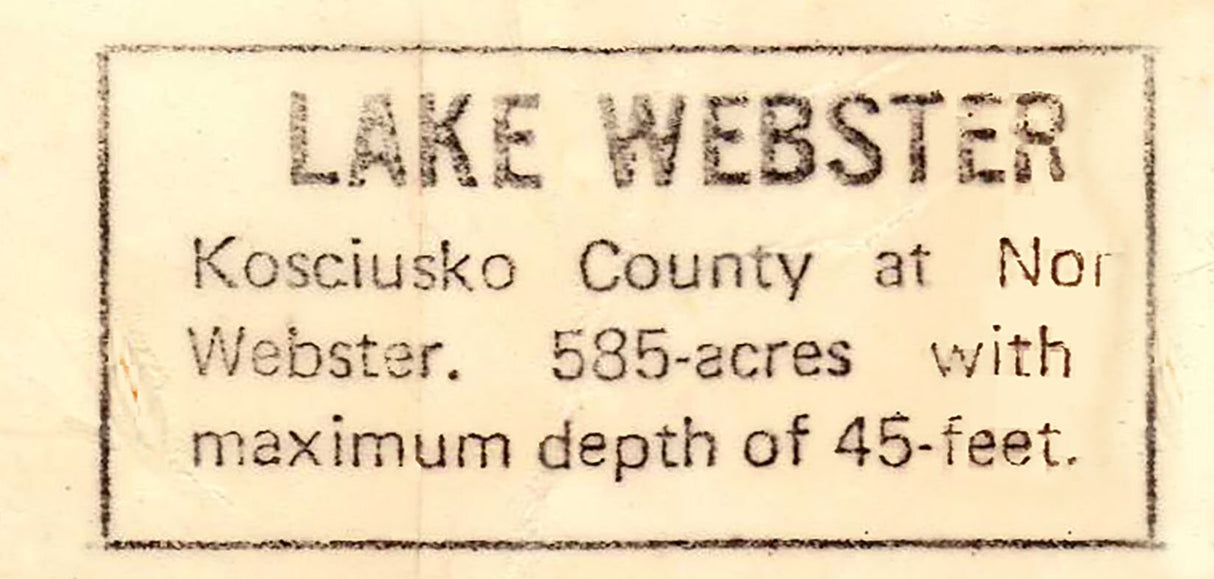 LAKE WEBSTER
Kosciusko County at Nor
Webster. 585-acres with
maximum depth of 45-feet.